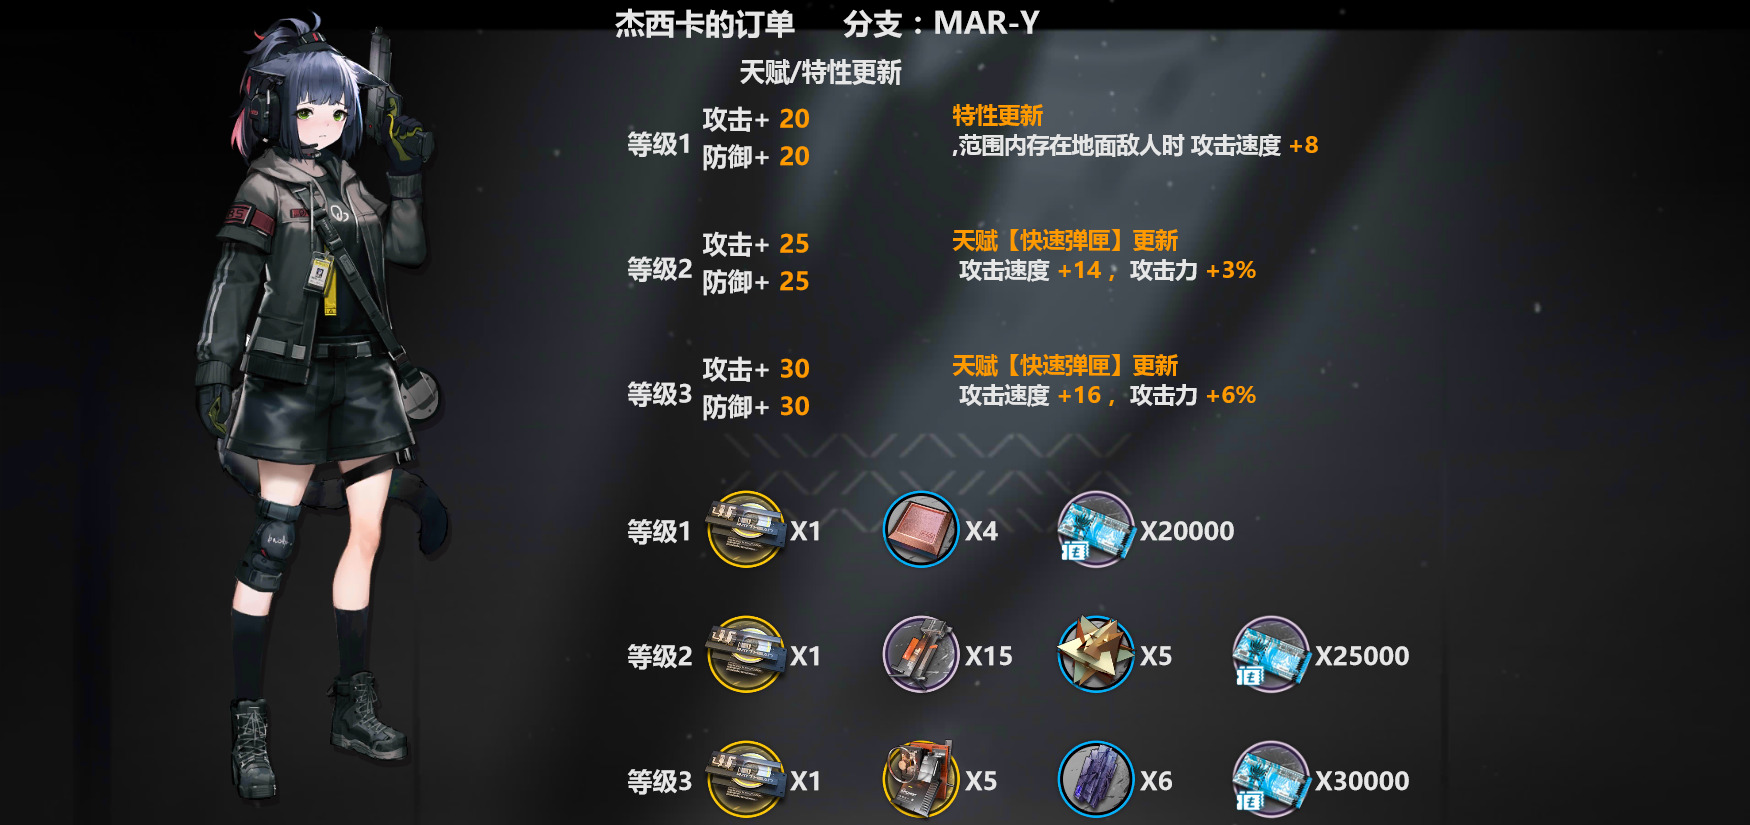 杰西卡的订单 分支：MAR-Y
天赋/特性更新
等级1
攻击+ 20
防御+ 20
特性更新
,范围内存在地面敌人时 攻击速度 +8
等级2
攻击+ 25
防御+ 25
天赋【快速弹匣】更新
攻击速度 +14 ， 攻击力 +3%
等级3
攻击+ 30
防御+ 30
天赋【快速弹匣】更新
攻击速度 +16 ， 攻击力 +6%
等级1 X1 X4 X20000
等级2 X1 X15 X5 X25000
等级3 X1 X5 X6 X30000